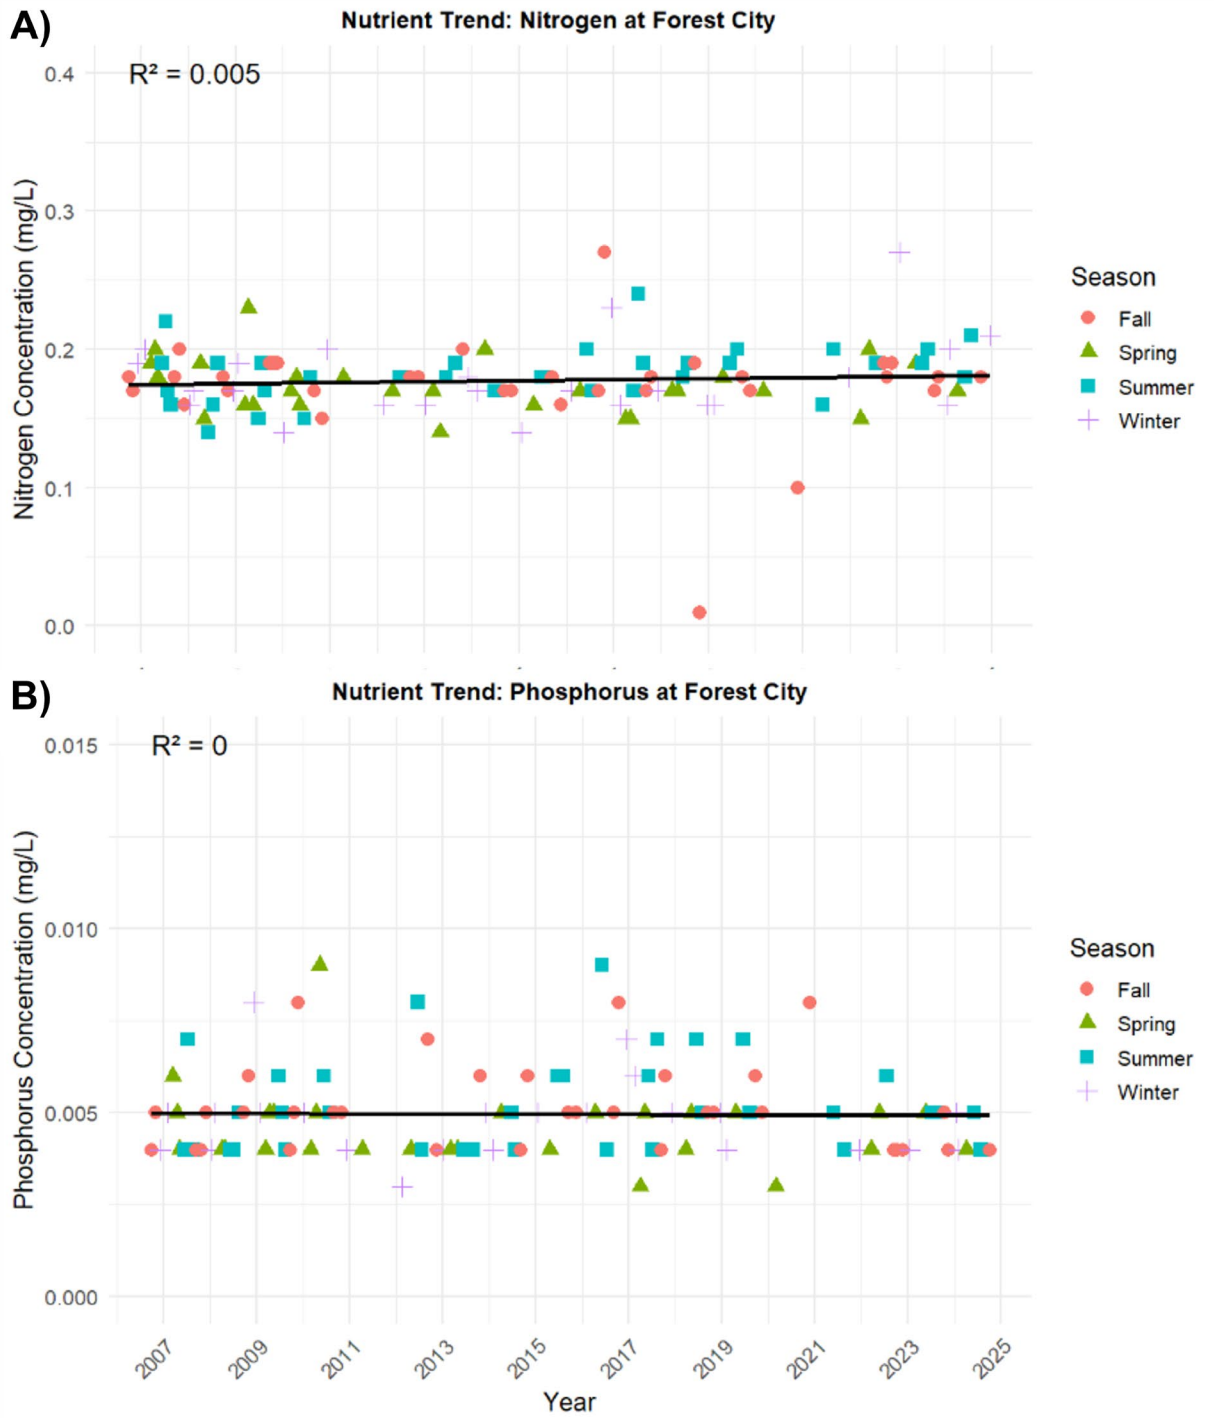 A)
Nutrient Trend: Nitrogen at Forest City
R² = 0.005
0.4
0.3
0.2
0.1
0.0
Nitrogen Concentration (mg/L)
Season
Fall
Spring
Summer
Winter
B)
Nutrient Trend: Phosphorus at Forest City
R² = 0
0.015
0.010
0.005
0.000
Phosphorus Concentration (mg/L)
Season
Fall
Spring
Summer
Winter
2007 2009 2011 2013 2015 2017 2019 2021 2023 2025
Year